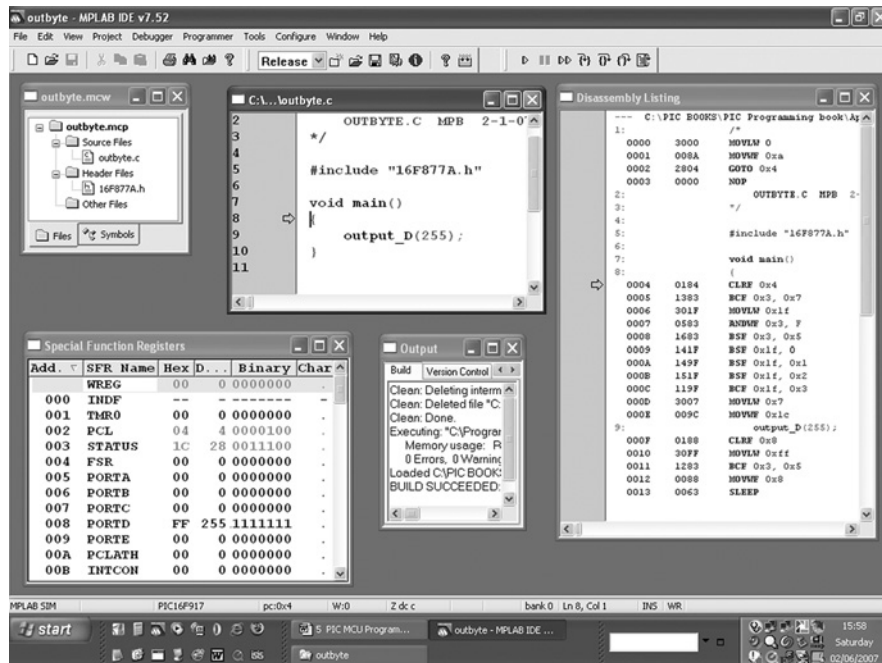 outbyte - MPLAB IDE v7.52
File Edit View Project Debugger Programmer Tools Configure Window Help
Release
outbyte.mcw
outbyte.mcp
Source Files
outbyte.c
Header Files
16F877A.h
Other Files
Files Symbols
C:\...\outbyte.c
2 OUTBYTE.C MPB 2-1-0
3 */
4
5 #include "16F877A.h"
6
7 void main()
8 {
9 output_D(255);
10 }
11
Disassembly Listing
--- C:\PIC BOOKS\PIC Programming book\Ap
1: /*
0000 3000 MOVLW 0
0001 008A MOVWF 0xa
0002 2804 GOTO 0x4
0003 0000 NOP
2: OUTBYTE.C MPB 2-
3: */
4:
5: #include "16F877A.h"
6:
7: void main()
8: {
0004 0184 CLRF 0x4
0005 1383 BCF 0x3, 0x7
0006 301F MOVLW 0x1f
0007 0583 ANDWF 0x3, F
0008 1683 BSF 0x3, 0x5
0009 141F BSF 0x1f, 0
000A 149F BSF 0x1f, 0x1
000B 151F BSF 0x1f, 0x2
000C 119F BCF 0x1f, 0x3
000D 3007 MOVLW 0x7
000E 009C MOVWF 0x1c
9: output_D(255);
000F 0188 CLRF 0x8
0010 30FF MOVLW 0xff
0011 1283 BCF 0x3, 0x5
0012 0088 MOVWF 0x8
0013 0063 SLEEP
Special Function Registers
Add. SFR Name Hex D... Binary Char
WREG 00 0 0000000 .
000 INDF -- -- ------- -
001 TMR0 00 0 0000000 .
002 PCL 04 4 0000100 .
003 STATUS 1C 28 0011100 .
004 FSR 00 0 0000000 .
005 PORTA 00 0 0000000 .
006 PORTB 00 0 0000000 .
007 PORTC 00 0 0000000 .
008 PORTD FF 255 1111111 .
009 PORTE 00 0 0000000 .
00A PCLATH 00 0 0000000 .
00B INTCON 00 0 0000000 .
Output
Build Version Control
Clean: Deleting interm
Clean: Deleted file "C:
Clean: Done.
Executing: "C:\Prograr
Memory usage: R
0 Errors, 0 Warning
Loaded C:\PIC BOOK
BUILD SUCCEEDED:
MPLAB SIM PIC16F917 pc:0x4 W:0 Z dc c bank 0 Ln 8, Col 1 INS WR
start 5 PIC MCU Program... outbyte - MPLAB IDE ... 15:58
Saturday
isis outbyte 02/06/2007